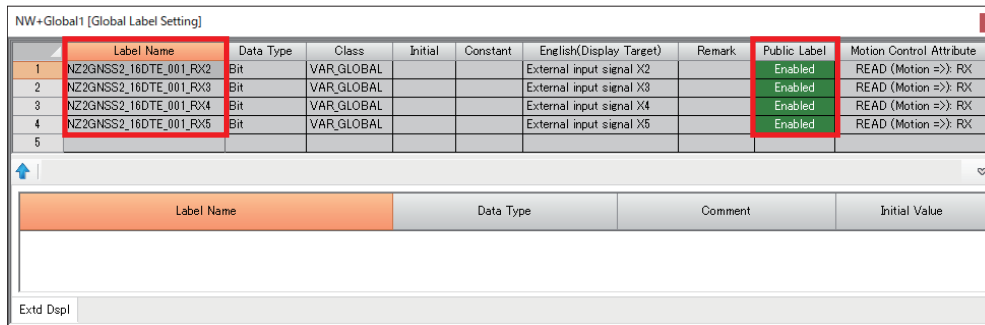 NW+Global1 [Global Label Setting]
Label Name Data Type Class Initial Constant English(Display Target) Remark Public Label Motion Control Attribute
1 NZ2GNSS2_16DTE_001_RX2 Bit VAR_GLOBAL External input signal X2 Enabled READ (Motion =>): RX
2 NZ2GNSS2_16DTE_001_RX3 Bit VAR_GLOBAL External input signal X3 Enabled READ (Motion =>): RX
3 NZ2GNSS2_16DTE_001_RX4 Bit VAR_GLOBAL External input signal X4 Enabled READ (Motion =>): RX
4 NZ2GNSS2_16DTE_001_RX5 Bit VAR_GLOBAL External input signal X5 Enabled READ (Motion =>): RX
5
Label Name Data Type Comment Initial Value
Extd Dspl